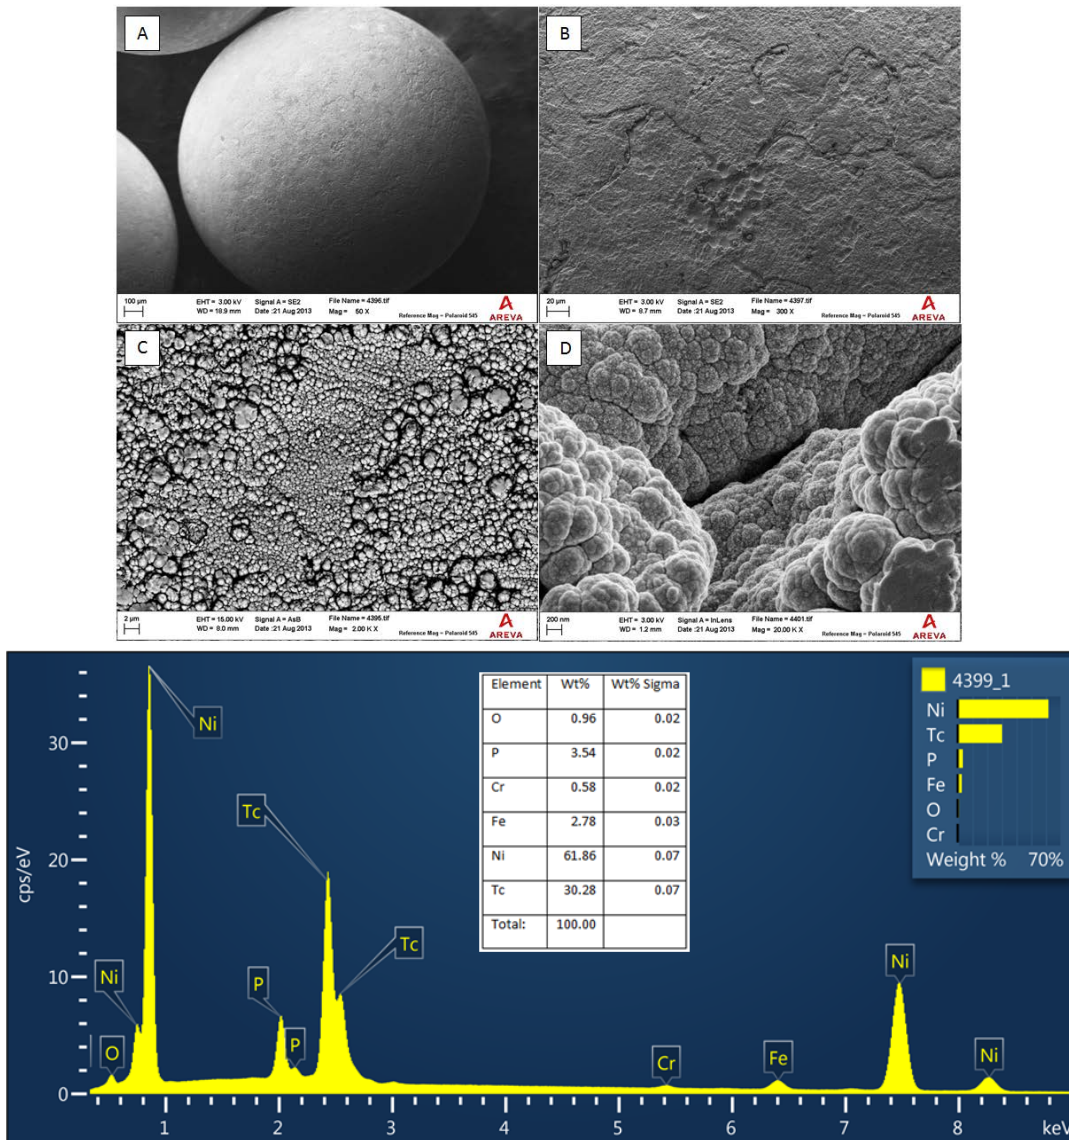 A
100 µm
EHT = 3.00 kV Signal A = SE2 File Name = 4396.tif
WD = 18.9 mm Date :21 Aug 2013 Mag = 50 X
Reference Mag = Polaroid 545
AREVA
B
20 µm
EHT = 3.00 kV Signal A = SE2 File Name = 4397.tif
WD = 8.7 mm Date :21 Aug 2013 Mag = 300 X
Reference Mag = Polaroid 545
AREVA
C
2 µm
EHT = 15.00 kV Signal A = AsB File Name = 4395.tif
WD = 8.0 mm Date :21 Aug 2013 Mag = 2.00 K X
Reference Mag = Polaroid 545
AREVA
D
200 nm
EHT = 3.00 kV Signal A = InLens File Name = 4401.tif
WD = 1.2 mm Date :21 Aug 2013 Mag = 20.00 K X
Reference Mag = Polaroid 545
AREVA
cps/eV
30
20
10
0
O
Ni
Ni
P
P
Tc
Tc
Cr
Fe
Ni
Ni
1 2 3 4 5 6 7 8 keV
Element Wt% Wt% Sigma
O 0.96 0.02
P 3.54 0.02
Cr 0.58 0.02
Fe 2.78 0.03
Ni 61.86 0.07
Tc 30.28 0.07
Total: 100.00
4399_1
Ni
Tc
P
Fe
O
Cr
Weight % 70%